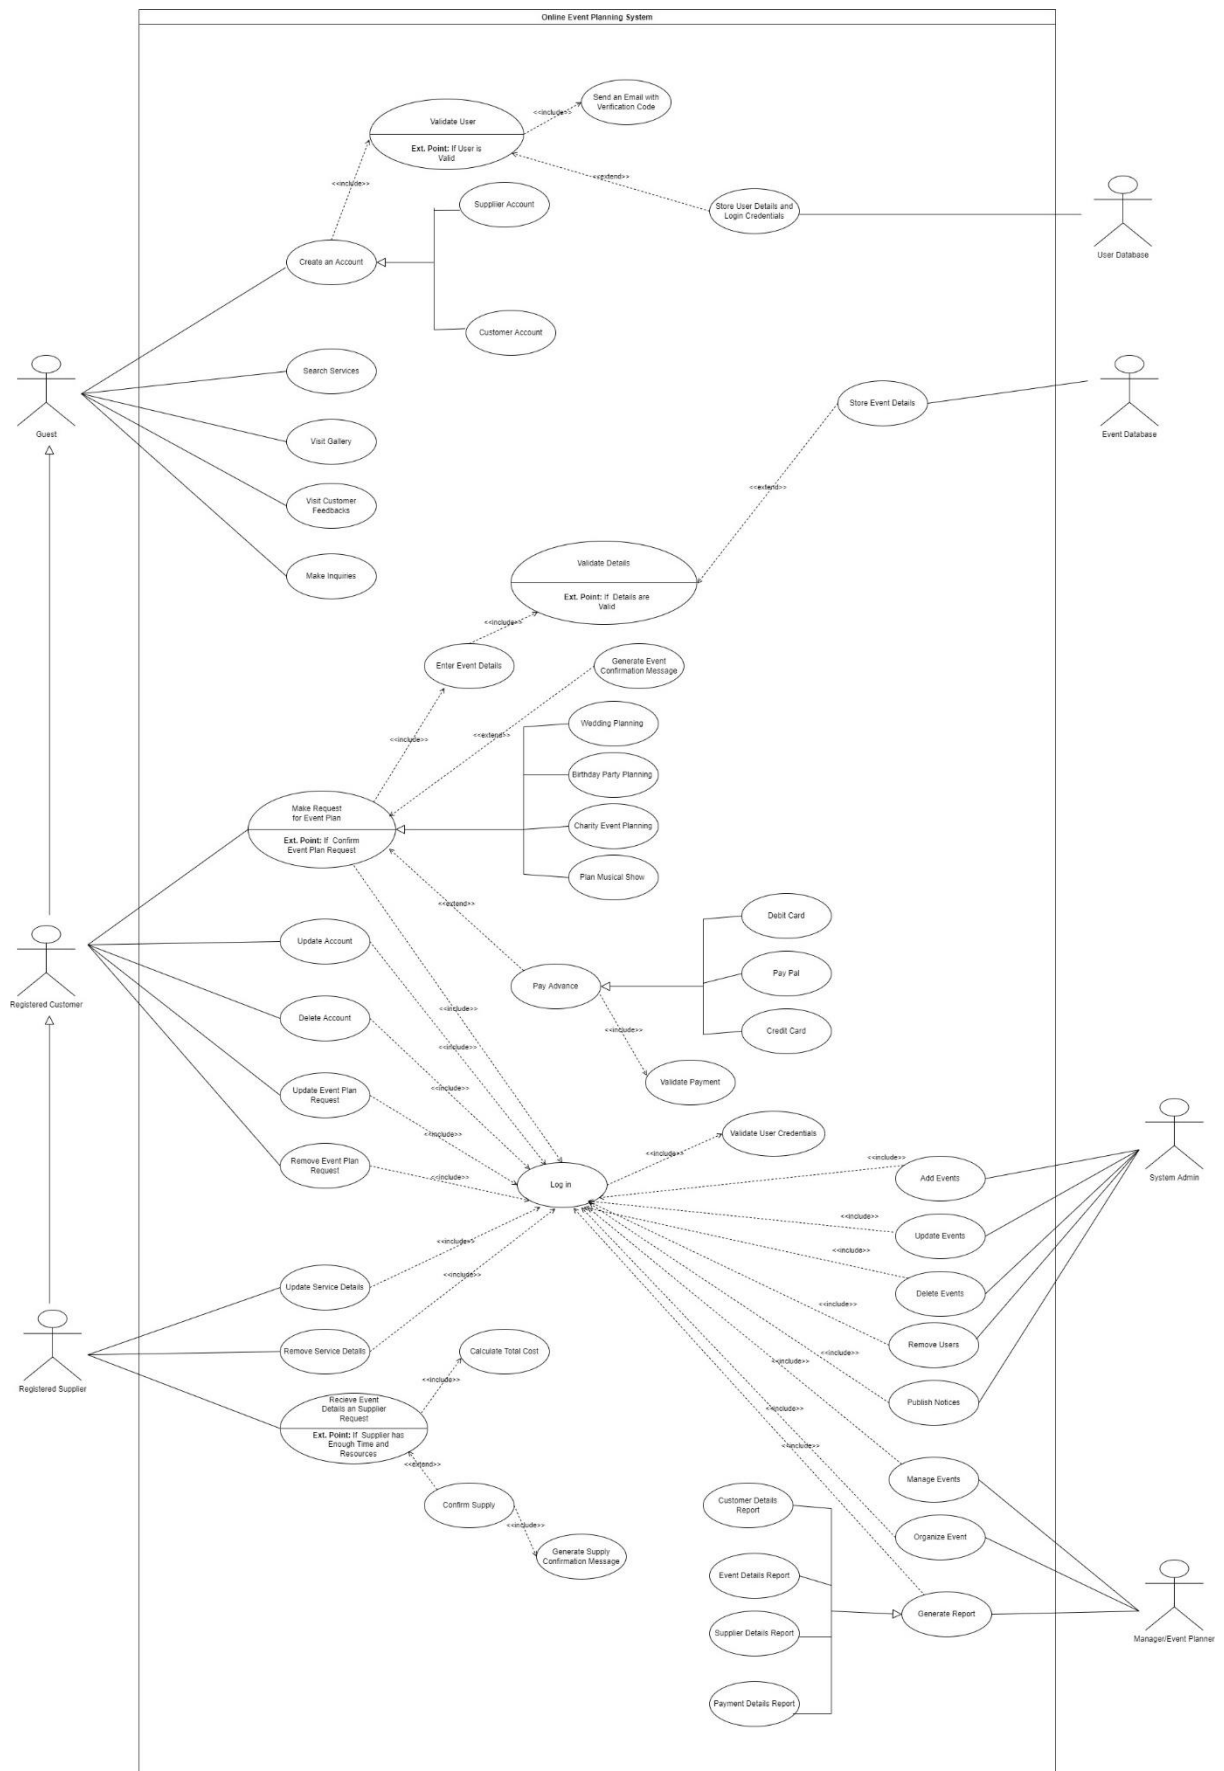 Online Event Planning System
Send an Email with
Verification Code
<<include>>
Validate User
Ext. Point: If User is
Valid
<<include>>
<<extend>>
Supplier Account
Store User Details and
Login Credentials
User Database
Create an Account
Customer Account
Search Services
Guest
Store Event Details
Event Database
Visit Gallery
Visit Customer
Feedbacks
<<extend>>
Make Inquiries
Validate Details
Ext. Point: If Details are
Valid
<<include>>
Enter Event Details
Generate Event
Confirmation Message
<<include>>
<<extend>>
Wedding Planning
Birthday Party Planning
Make Request
for Event Plan
Ext. Point: If Confirm
Event Plan Request
Charity Event Planning
Plan Musical Show
<<extend>>
Debit Card
Update Account
Registered Customer
Pay Advance
Pay Pal
<<include>>
Delete Account
<<include>>
<<include>>
Credit Card
Validate Payment
<<include>>
Update Event Plan
Request
<<include>>
Validate User Credentials
<<include>>
<<include>>
Remove Event Plan
Request
<<include>>
Log in
Add Events
System Admin
<<include>>
Update Events
<<include>>
<<include>>
<<include>>
Update Service Details
Delete Events
<<include>>
<<include>>
Remove Users
Remove Service Details
Calculate Total Cost
<<include>>
<<include>>
Registered Supplier
Publish Notices
Recieve Event
Details an Supplier
Request
Ext. Point: If Supplier has
Enough Time and
Resources
<<include>>
<<include>>
<<extend>>
Manage Events
Confirm Supply
Customer Details
Report
<<include>>
Organize Event
Generate Supply
Confirmation Message
Event Details Report
Generate Report
Supplier Details Report
Manager/Event Planner
Payment Details Report